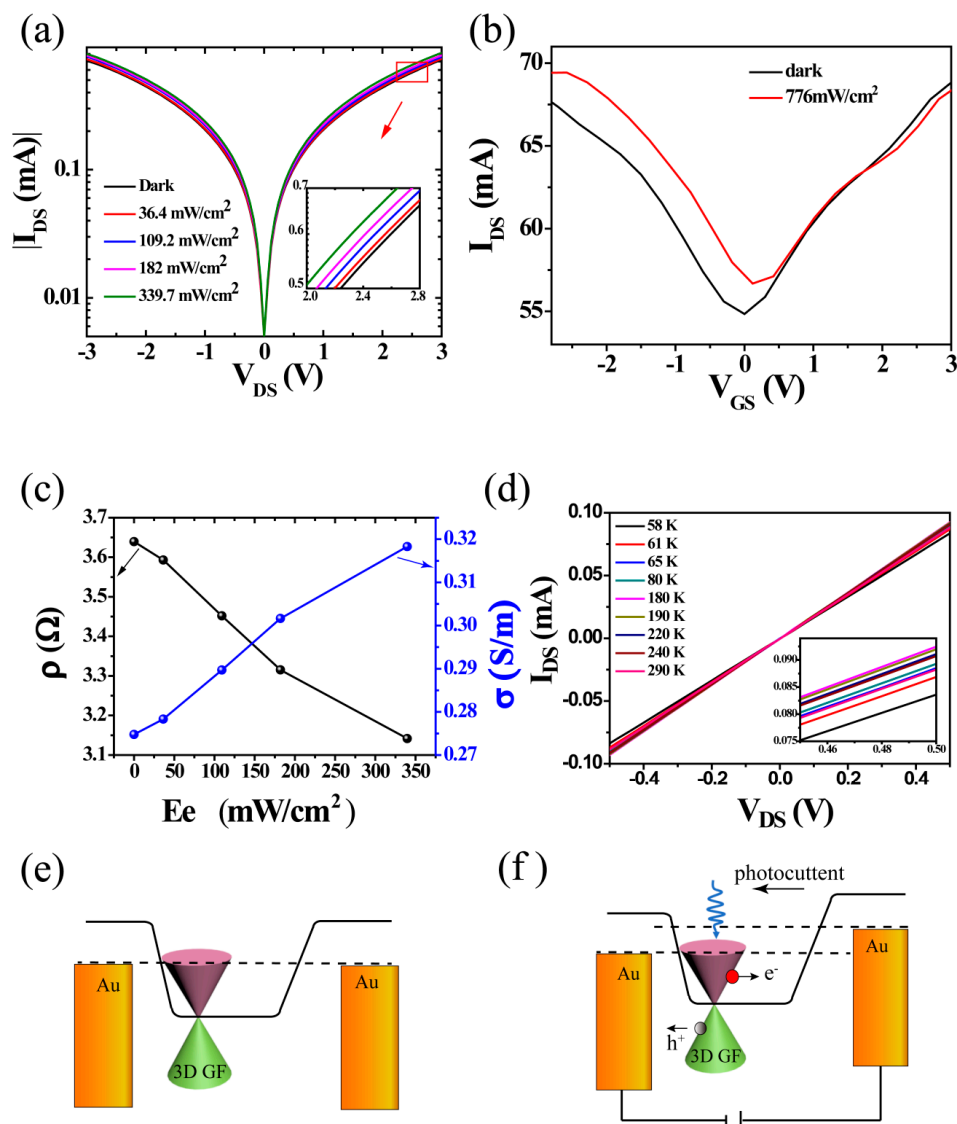 (a)
|I_DS| (mA)
0.1
0.01
Dark
36.4 mW/cm²
109.2 mW/cm²
182 mW/cm²
339.7 mW/cm²
0.7
0.6
0.5
2.0 2.4 2.8
-3 -2 -1 0 1 2 3
V_DS (V)
(b)
I_DS (mA)
70
65
60
55
dark
776mW/cm²
-2 -1 0 1 2 3
V_GS (V)
(c)
ρ (Ω)
3.7
3.6
3.5
3.4
3.3
3.2
3.1
0.32
0.31
0.30
0.29
0.28
0.27
σ (S/m)
0 50 100 150 200 250 300 350
Ee (mW/cm²)
(d)
I_DS (mA)
0.10
0.05
0.00
-0.05
-0.10
58 K
61 K
65 K
80 K
180 K
190 K
220 K
240 K
290 K
0.090
0.085
0.080
0.075
0.46 0.48 0.50
-0.4 -0.2 0.0 0.2 0.4
V_DS (V)
(e)
Au
Au
3D GF
(f )
photocuttent
Au
Au
e⁻
h⁺
3D GF